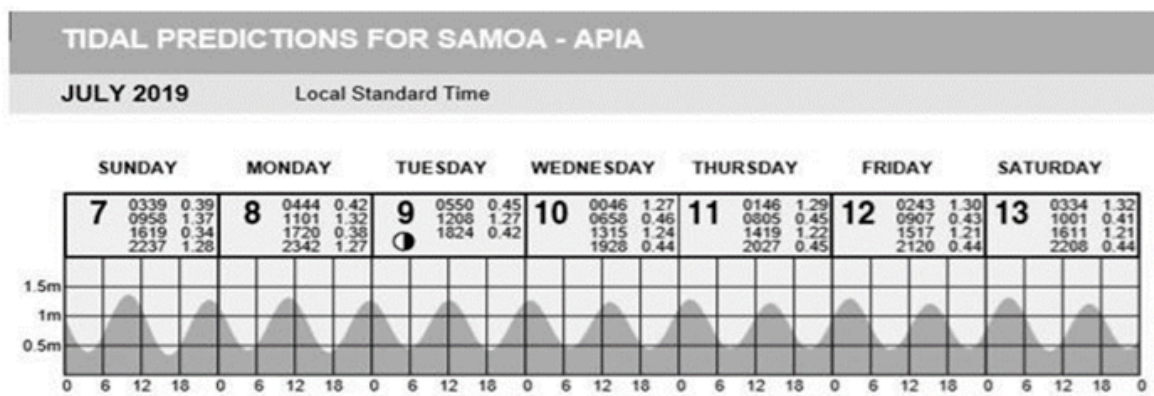 TIDAL PREDICTIONS FOR SAMOA - APIA
JULY 2019 Local Standard Time
SUNDAY MONDAY TUESDAY WEDNESDAY THURSDAY FRIDAY SATURDAY
7 0339 0.39 8 0444 0.42 9 0550 0.45 10 0046 1.27 11 0146 1.29 12 0243 1.30 13 0334 1.32
0958 1.37 1101 1.32 1208 1.27 0658 0.46 0805 0.45 0907 0.43 1001 0.41
1619 0.34 1720 0.38 1824 0.42 1315 1.24 1419 1.22 1517 1.21 1611 1.21
2237 1.28 2342 1.27 1928 0.44 2027 0.45 2120 0.44 2208 0.44
1.5m
1m
0.5m
0 6 12 18 0 6 12 18 0 6 12 18 0 6 12 18 0 6 12 18 0 6 12 18 0 6 12 18 0